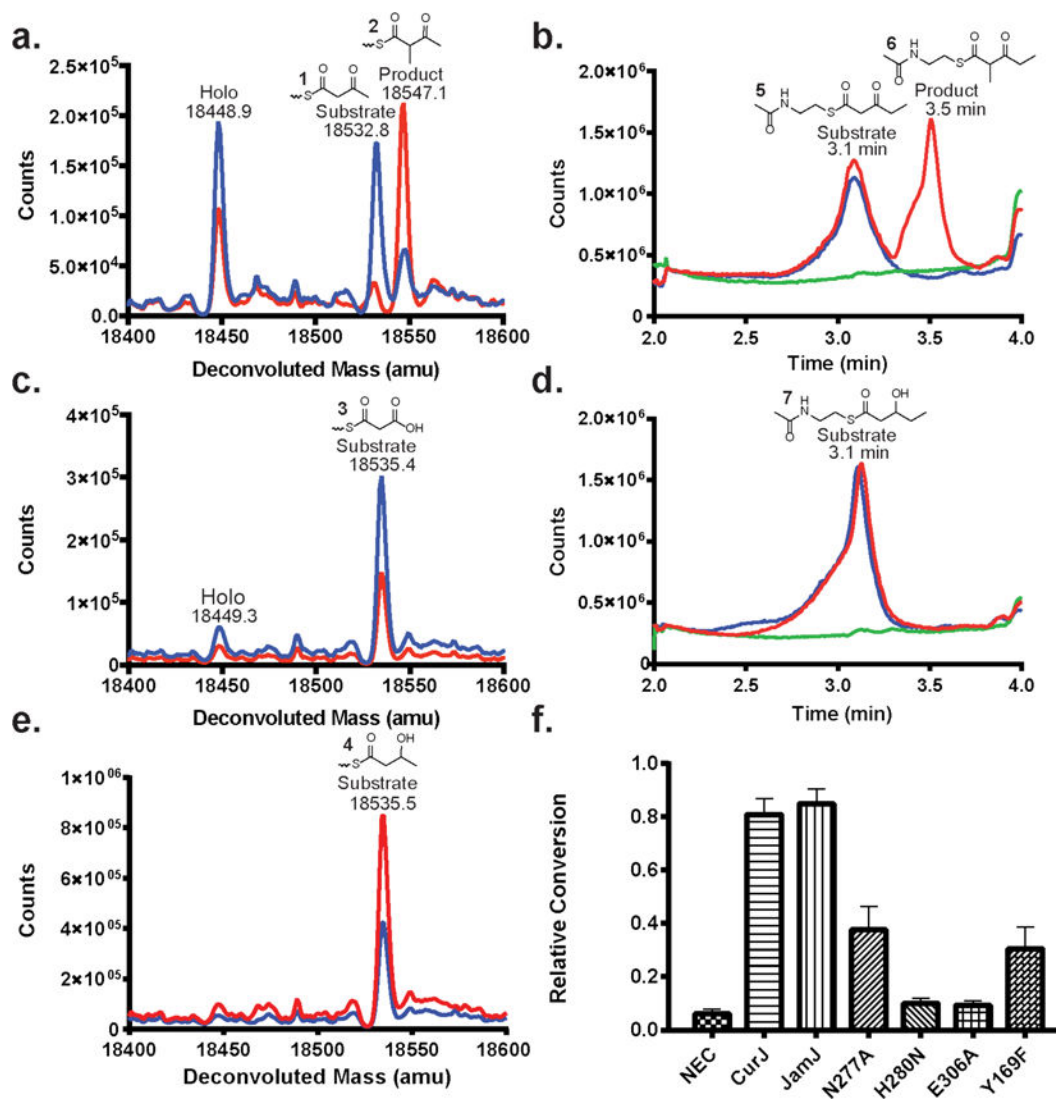 a.
2
O O
S
1
O O
S
Product
18547.1
Substrate
18532.8
Holo
18448.9
2.5×10⁵
2.0×10⁵
1.5×10⁵
1.0×10⁵
5.0×10⁴
0.0
Counts
18400 18450 18500 18550 18600
Deconvoluted Mass (amu)
b.
6
H
N
O
S
O O
Product
3.5 min
5
H
N
O
S
O O
Substrate
3.1 min
2.0×10⁶
1.5×10⁶
1.0×10⁶
0.5×10⁶
Counts
2.0 2.5 3.0 3.5 4.0
Time (min)
c.
3
O O
S OH
Substrate
18535.4
Holo
18449.3
4×10⁵
3×10⁵
2×10⁵
1×10⁵
0
Counts
18400 18450 18500 18550 18600
Deconvoluted Mass (amu)
d.
7
H
N
O
S
O OH
Substrate
3.1 min
2.0×10⁶
1.5×10⁶
1.0×10⁶
0.5×10⁶
Counts
2.0 2.5 3.0 3.5 4.0
Time (min)
e.
4
O OH
S
Substrate
18535.5
1×10⁰⁶
8×10⁰⁵
6×10⁰⁵
4×10⁰⁵
2×10⁰⁵
0
Counts
18400 18450 18500 18550 18600
Deconvoluted Mass (amu)
f.
1.0
0.8
0.6
0.4
0.2
0.0
Relative Conversion
NEC CurJ JamJ N277A H280N E306A Y169F